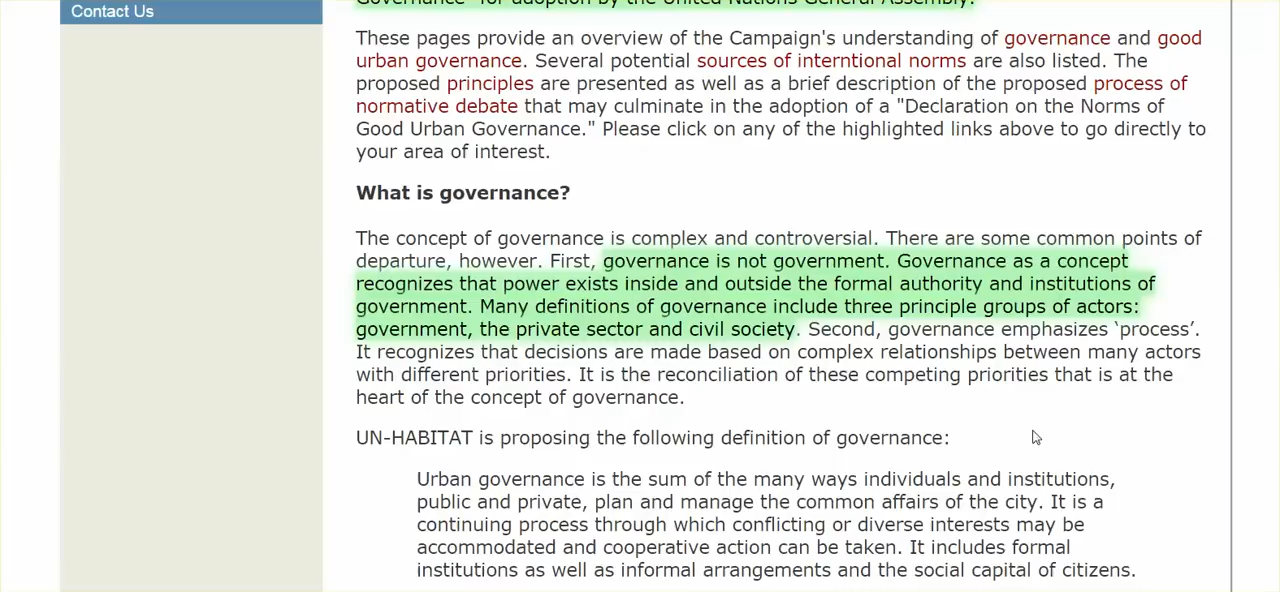 Contact Us
Governance" for adoption by the United Nations General Assembly.
These pages provide an overview of the Campaign's understanding of governance and good
urban governance. Several potential sources of interntional norms are also listed. The
proposed principles are presented as well as a brief description of the proposed process of
normative debate that may culminate in the adoption of a "Declaration on the Norms of
Good Urban Governance." Please click on any of the highlighted links above to go directly to
your area of interest.
What is governance?
The concept of governance is complex and controversial. There are some common points of
departure, however. First, governance is not government. Governance as a concept
recognizes that power exists inside and outside the formal authority and institutions of
government. Many definitions of governance include three principle groups of actors:
government, the private sector and civil society. Second, governance emphasizes ‘process’.
It recognizes that decisions are made based on complex relationships between many actors
with different priorities. It is the reconciliation of these competing priorities that is at the
heart of the concept of governance.
UN-HABITAT is proposing the following definition of governance:
Urban governance is the sum of the many ways individuals and institutions,
public and private, plan and manage the common affairs of the city. It is a
continuing process through which conflicting or diverse interests may be
accommodated and cooperative action can be taken. It includes formal
institutions as well as informal arrangements and the social capital of citizens.